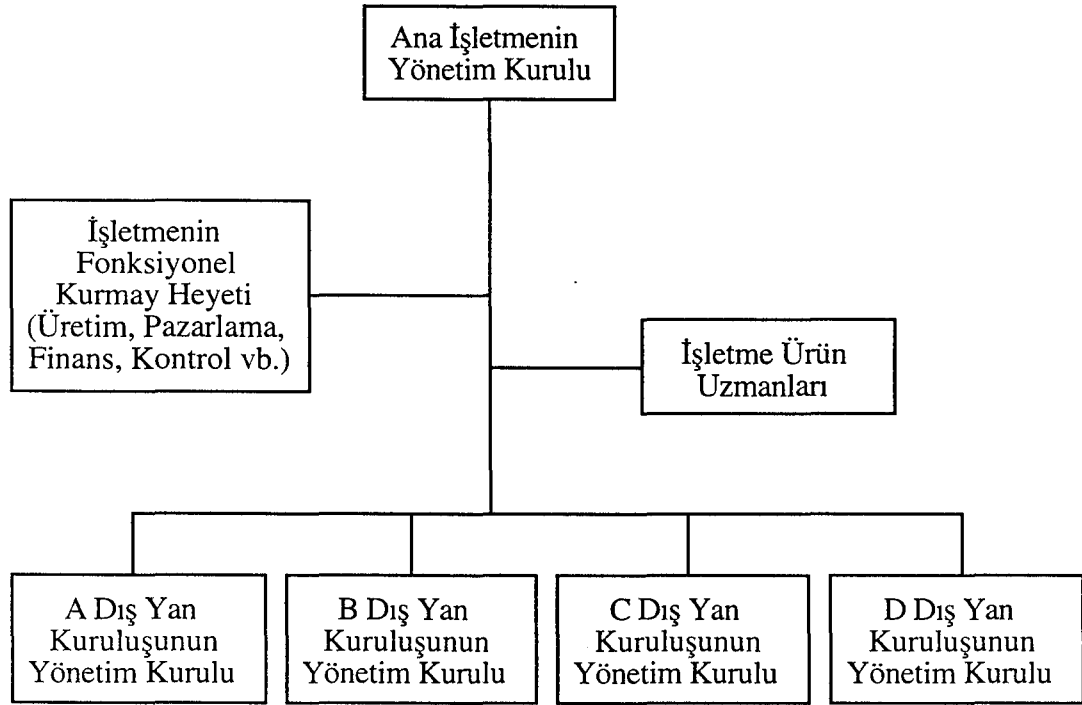 Ana İşletmenin
Yönetim Kurulu
İşletmenin
Fonksiyonel
Kurmay Heyeti
(Üretim, Pazarlama,
Finans, Kontrol vb.)
İşletme Ürün
Uzmanları
A Dış Yan
Kuruluşunun
Yönetim Kurulu
B Dış Yan
Kuruluşunun
Yönetim Kurulu
C Dış Yan
Kuruluşunun
Yönetim Kurulu
D Dış Yan
Kuruluşunun
Yönetim Kurulu